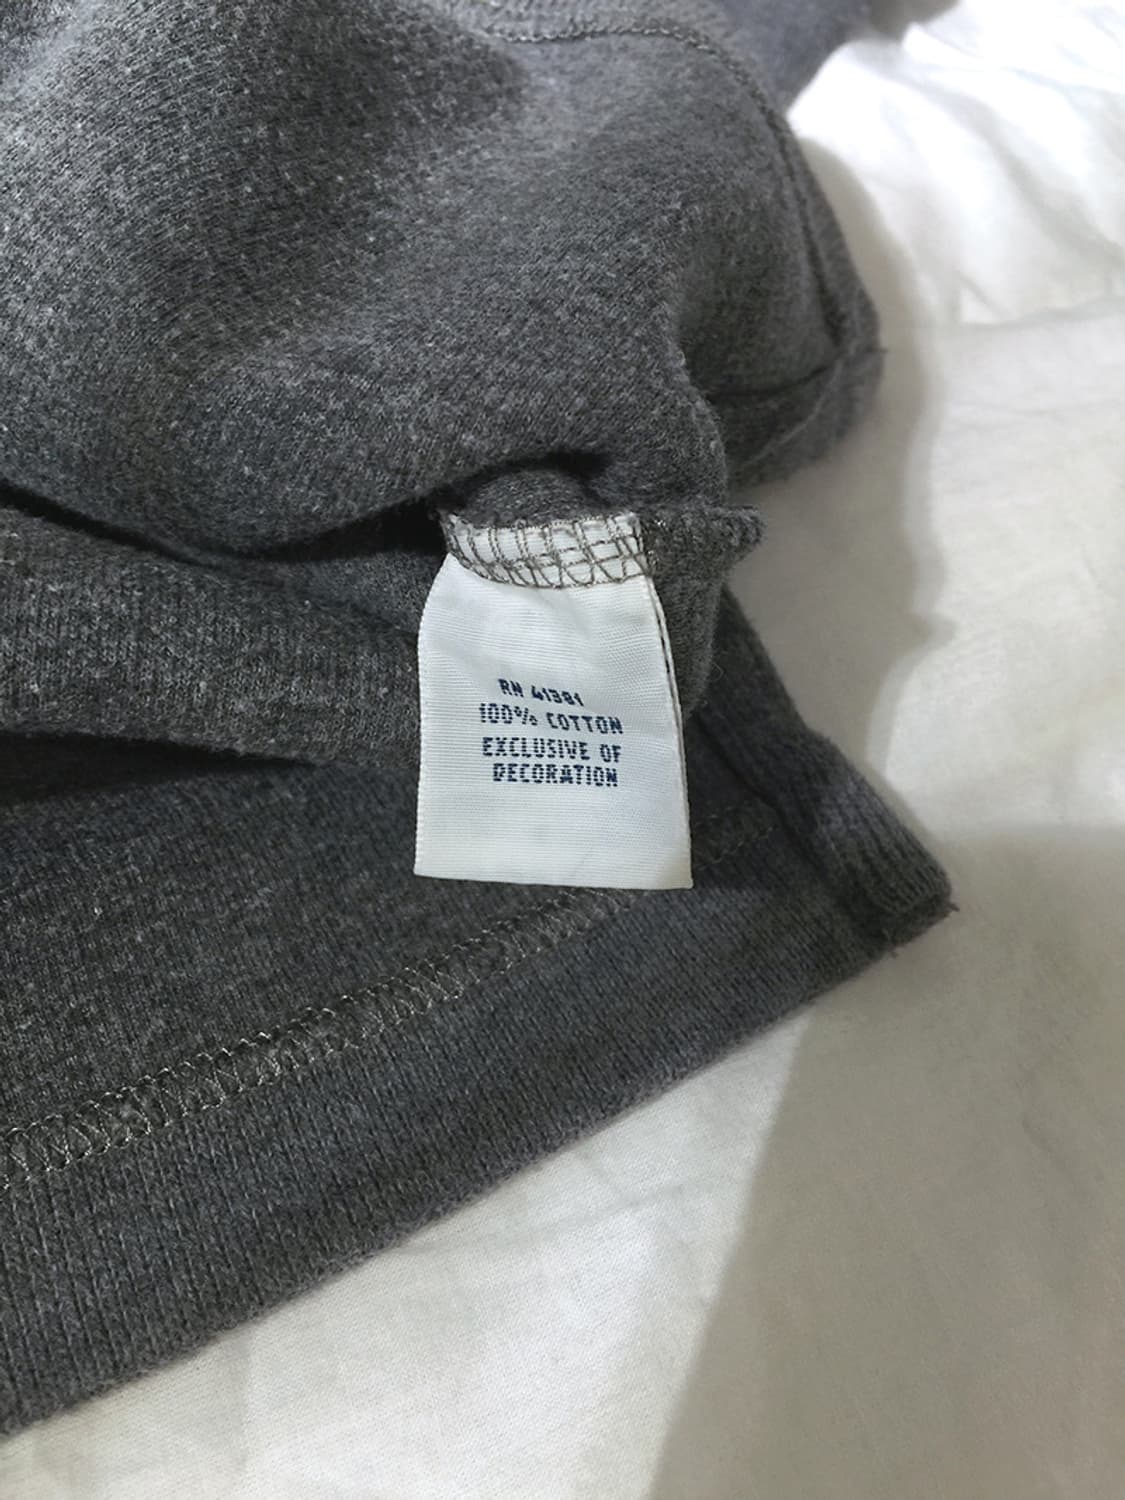 RN 41381
100% COTTON
EXCLUSIVE OF
DECORATION